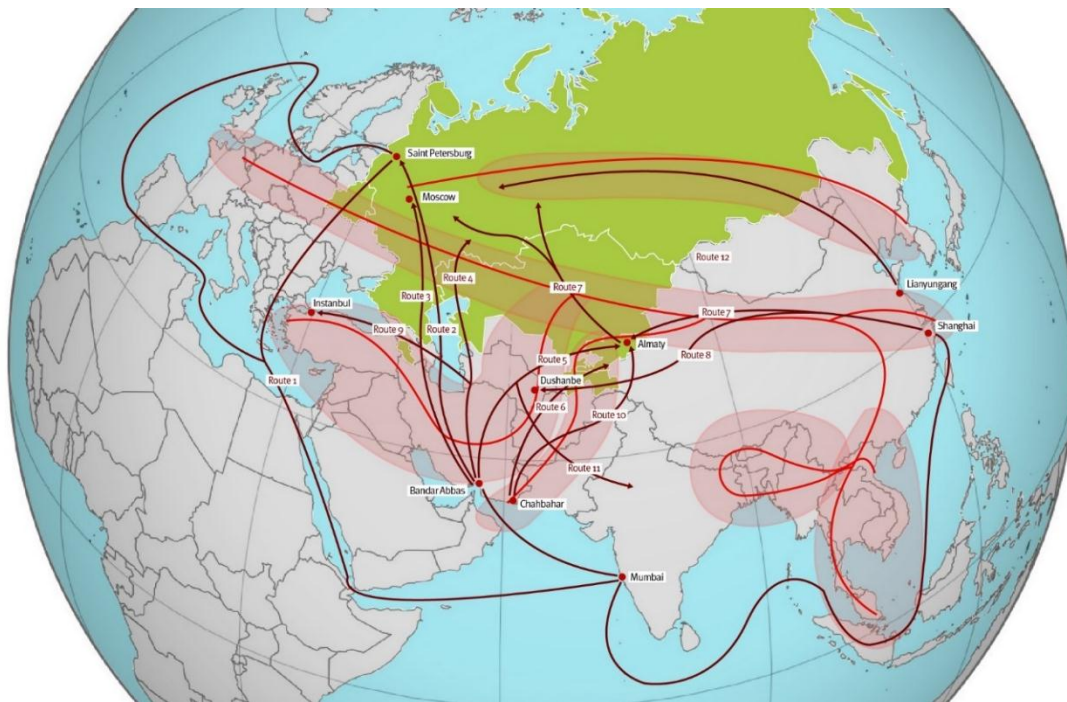 Saint Petersburg
Moscow
Route 12
Route 4
Lianyungang
Route 7
Route 3
Instanbul
Route 7
Shanghai
Route 9
Route 2
Almaty
Route 8
Route 5
Route 1
Dushanbe
Route 6
Route 10
Route 11
Bandar Abbas
Chahbahar
Mumbai